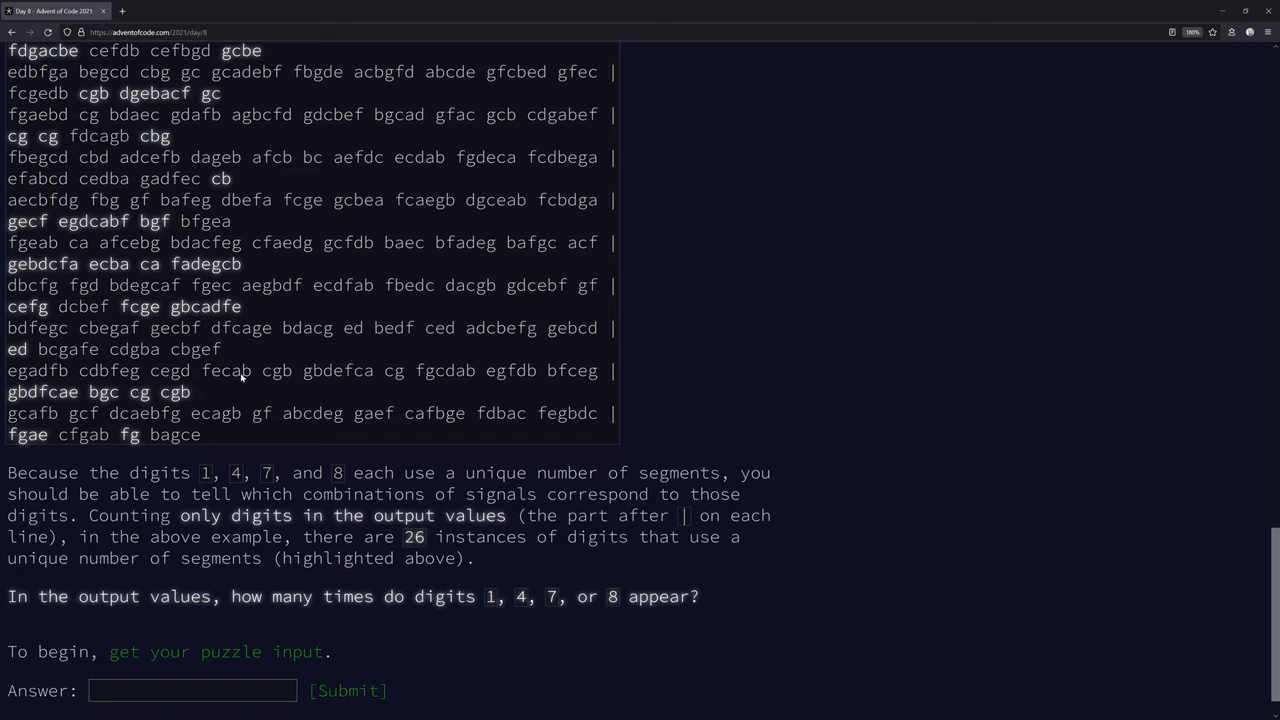 Day 8 - Advent of Code 2021
https://adventofcode.com/2021/day/8
180%
fdgacbe cefdb cefbgd gcbe
edbfga begcd cbg gc gcadebf fbgde acbgfd abcde gfcbed gfec |
fcgedb cgb dgebacf gc
fgaebd cg bdaec gdafb agbcfd gdcbef bgcad gfac gcb cdgabef |
cg cg fdcagb cbg
fbegcd cbd adcefb dageb afcb bc aefdc ecdab fgdeca fcdbega |
efabcd cedba gadfec cb
aecbfdg fbg gf bafeg dbefa fcge gcbea fcaegb dgceab fcbdga |
gecf egdcabf bgf bfgea
fgeab ca afcebg bdacfeg cfaedg gcfdb baec bfadeg bafgc acf |
gebdcfa ecba ca fadegcb
dbcfg fgd bdegcaf fgec aegbdf ecdfab fbedc dacgb gdcebf gf |
cefg dcbef fcge gbcadfe
bdfegc cbegaf gecbf dfcage bdacg ed bedf ced adcbefg gebcd |
ed bcgafe cdgba cbgef
egadfb cdbfeg cegd fecab cgb gbdefca cg fgcdab egfdb bfceg |
gbdfcae bgc cg cgb
gcafb gcf dcaebfg ecagb gf abcdeg gaef cafbge fdbac fegbdc |
fgae cfgab fg bagce
Because the digits 1, 4, 7, and 8 each use a unique number of segments, you
should be able to tell which combinations of signals correspond to those
digits. Counting only digits in the output values (the part after | on each
line), in the above example, there are 26 instances of digits that use a
unique number of segments (highlighted above).
In the output values, how many times do digits 1, 4, 7, or 8 appear?
To begin, get your puzzle input.
Answer: [Submit]